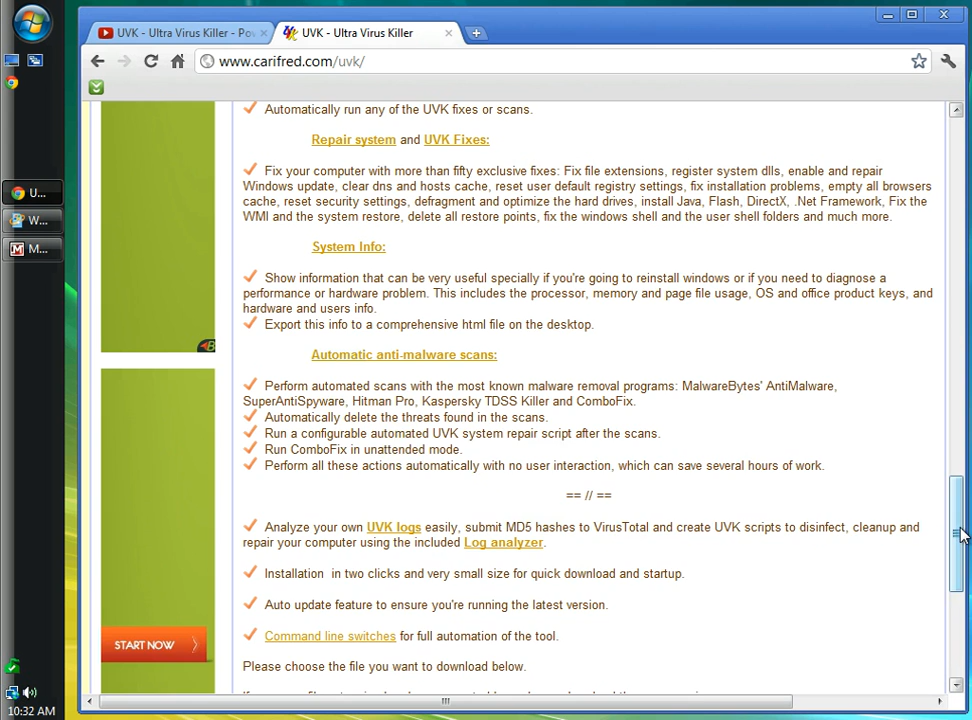 UVK - Ultra Virus Killer - Pow
UVK - Ultra Virus Killer
www.carifred.com/uvk/
Automatically run any of the UVK fixes or scans.
Repair system and UVK Fixes:
Fix your computer with more than fifty exclusive fixes: Fix file extensions, register system dlls, enable and repair
Windows update, clear dns and hosts cache, reset user default registry settings, fix installation problems, empty all browsers
cache, reset security settings, defragment and optimize the hard drives, install Java, Flash, DirectX, .Net Framework, Fix the
WMI and the system restore, delete all restore points, fix the windows shell and the user shell folders and much more.
System Info:
Show information that can be very useful specially if you're going to reinstall windows or if you need to diagnose a
performance or hardware problem. This includes the processor, memory and page file usage, OS and office product keys, and
hardware and users info.
Export this info to a comprehensive html file on the desktop.
Automatic anti-malware scans:
Perform automated scans with the most known malware removal programs: MalwareBytes' AntiMalware,
SuperAntiSpyware, Hitman Pro, Kaspersky TDSS Killer and ComboFix.
Automatically delete the threats found in the scans.
U...
W...
M...
Run a configurable automated UVK system repair script after the scans.
Run ComboFix in unattended mode.
Perform all these actions automatically with no user interaction, which can save several hours of work.
== // ==
Analyze your own UVK logs easily, submit MD5 hashes to VirusTotal and create UVK scripts to disinfect, cleanup and
repair your computer using the included Log analyzer.
Installation in two clicks and very small size for quick download and startup.
Auto update feature to ensure you're running the latest version.
Command line switches for full automation of the tool.
START NOW
Please choose the file you want to download below.
10:32 AM